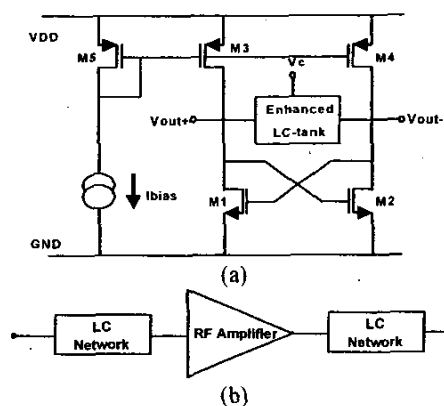 VDD
M5
M3
M4
Vc
Enhanced
LC-tank
Vout+
Vout-
Ibias
M1
M2
GND
(a)
LC
Network
RF Amplifier
LC
Network
(b)